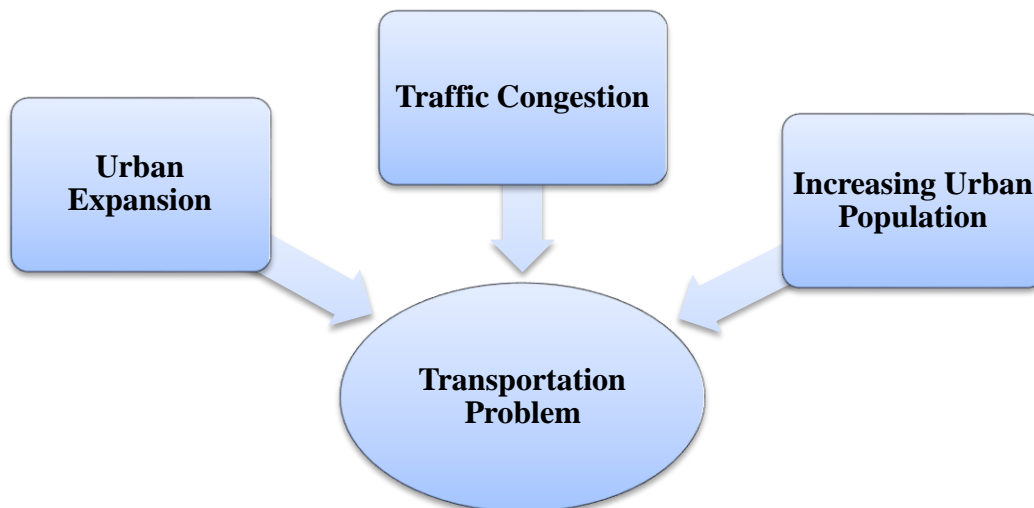 Traffic Congestion
Urban
Expansion
Increasing Urban
Population
Transportation
Problem